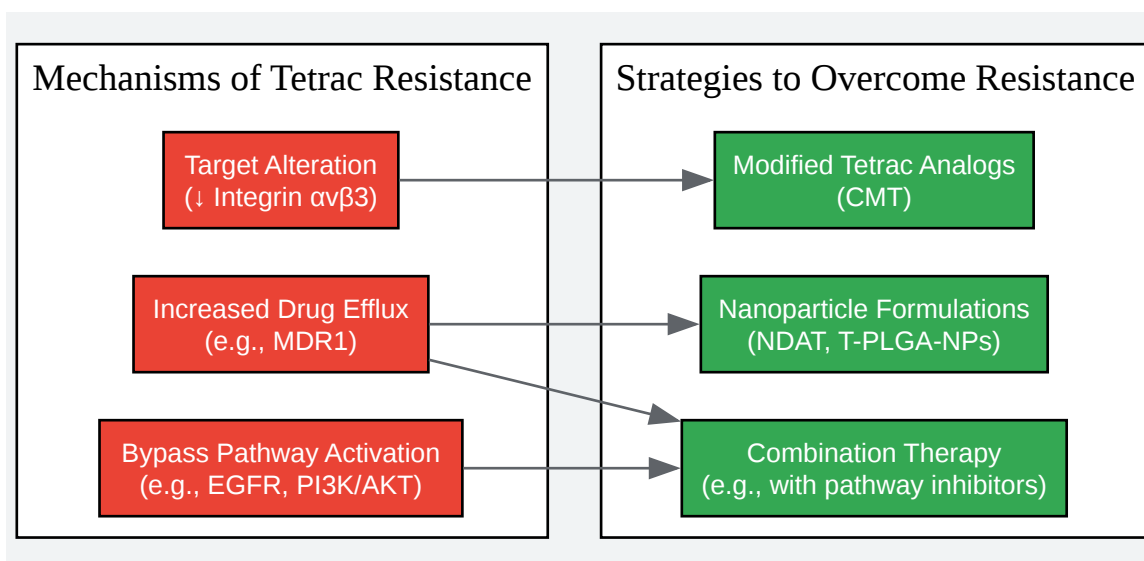 Mechanisms of Tetrac Resistance
Target Alteration
(↓ Integrin αvβ3)
Increased Drug Efflux
(e.g., MDR1)
Bypass Pathway Activation
(e.g., EGFR, PI3K/AKT)
Strategies to Overcome Resistance
Modified Tetrac Analogs
(CMT)
Nanoparticle Formulations
(NDAT, T-PLGA-NPs)
Combination Therapy
(e.g., with pathway inhibitors)